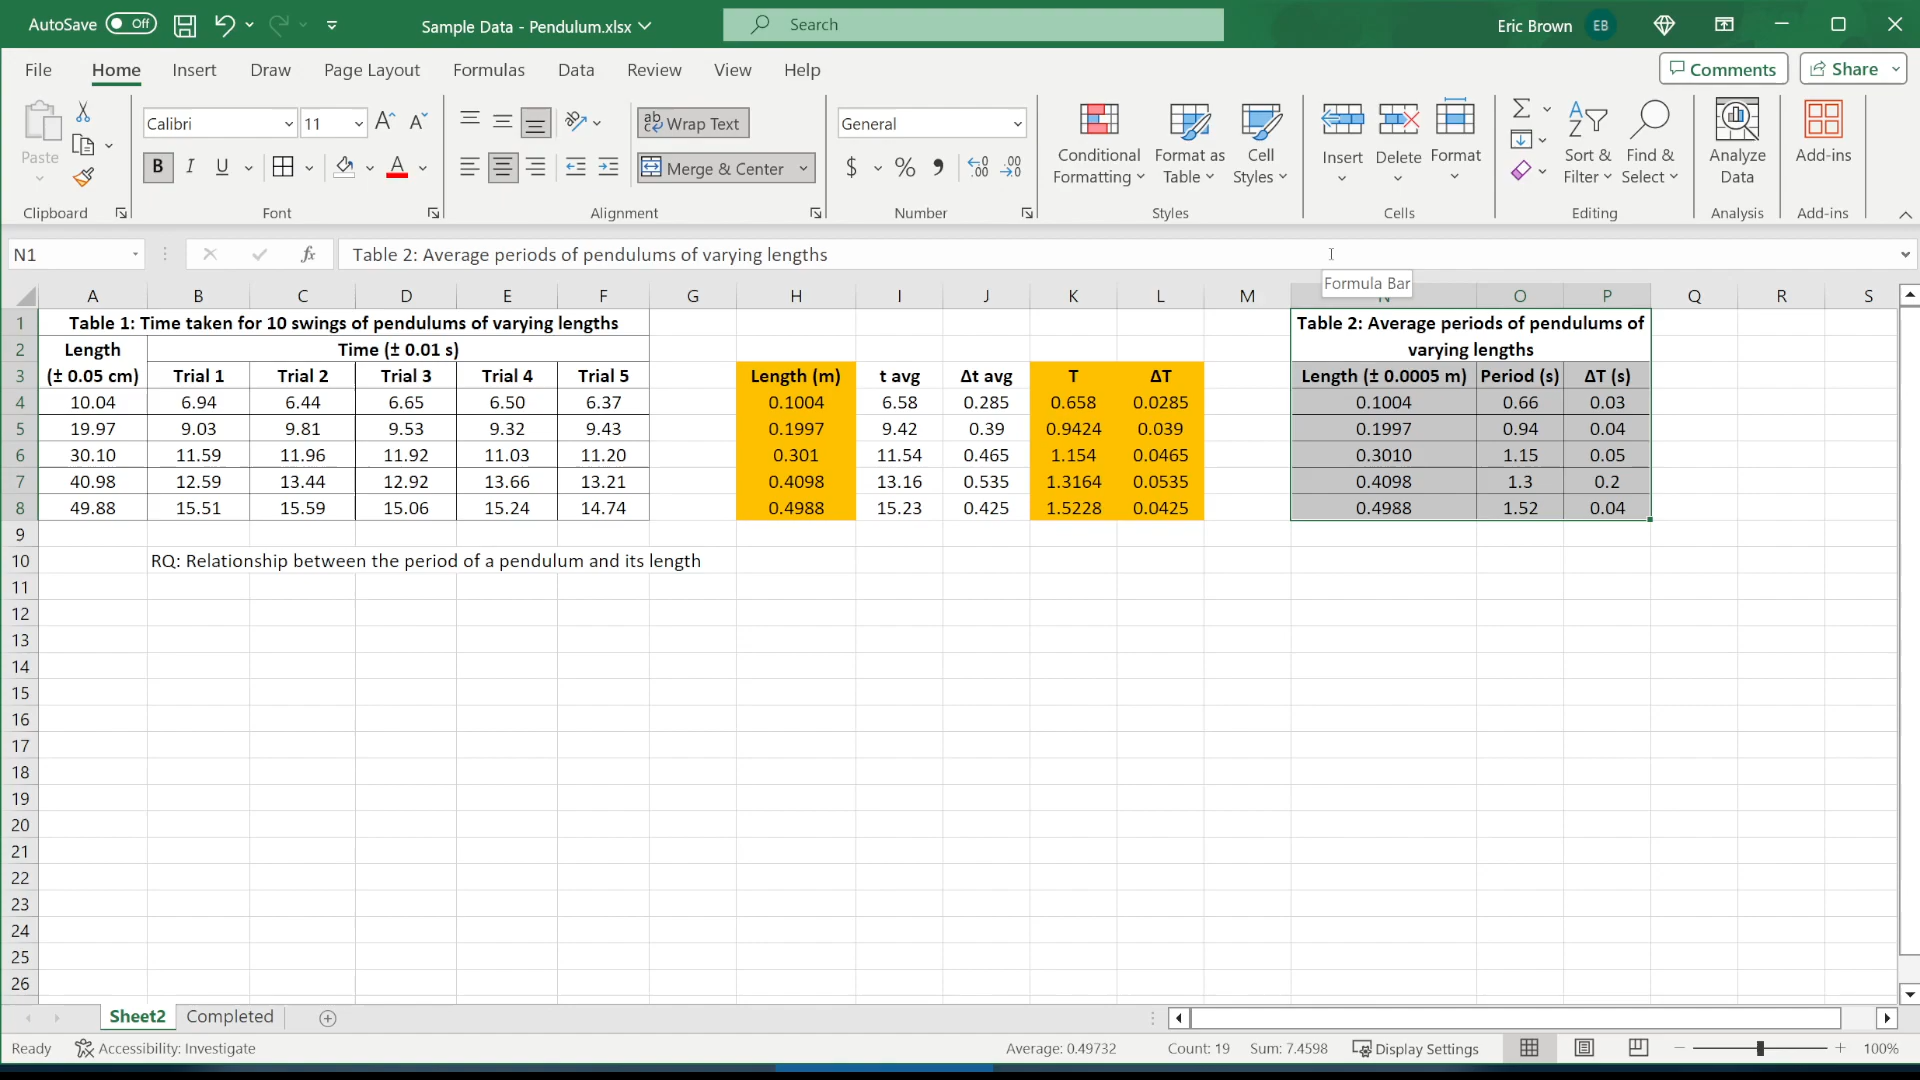 AutoSave Off Sample Data - Pendulum.xlsx Search Eric Brown EB
File Home Insert Draw Page Layout Formulas Data Review View Help Comments Share
Paste
Clipboard
Calibri 11
B I U A
Font
ab Wrap Text
Merge & Center
Alignment
General
$ % 9 .00
Number
Conditional Formatting
Format as Table
Cell Styles
Styles
Insert Delete Format
Cells
Sort & Filter
Find & Select
Editing
Analyze Data
Analysis
Add-ins
Add-ins
N1 fx Table 2: Average periods of pendulums of varying lengths
Formula Bar
A B C D E F G H I J K L M N O P Q R S
1 Table 1: Time taken for 10 swings of pendulums of varying lengths Table 2: Average periods of pendulums of
2 Length Time (± 0.01 s) varying lengths
3 (± 0.05 cm) Trial 1 Trial 2 Trial 3 Trial 4 Trial 5 Length (m) t avg Δt avg T ΔT Length (± 0.0005 m) Period (s) ΔT (s)
4 10.04 6.94 6.44 6.65 6.50 6.37 0.1004 6.58 0.285 0.658 0.0285 0.1004 0.66 0.03
5 19.97 9.03 9.81 9.53 9.32 9.43 0.1997 9.42 0.39 0.9424 0.039 0.1997 0.94 0.04
6 30.10 11.59 11.96 11.92 11.03 11.20 0.301 11.54 0.465 1.154 0.0465 0.3010 1.15 0.05
7 40.98 12.59 13.44 12.92 13.66 13.21 0.4098 13.16 0.535 1.3164 0.0535 0.4098 1.3 0.2
8 49.88 15.51 15.59 15.06 15.24 14.74 0.4988 15.23 0.425 1.5228 0.0425 0.4988 1.52 0.04
9
10 RQ: Relationship between the period of a pendulum and its length
11
12
13
14
15
16
17
18
19
20
21
22
23
24
25
26
Sheet2 Completed
Ready Accessibility: Investigate Average: 0.49732 Count: 19 Sum: 7.4598 Display Settings 100%